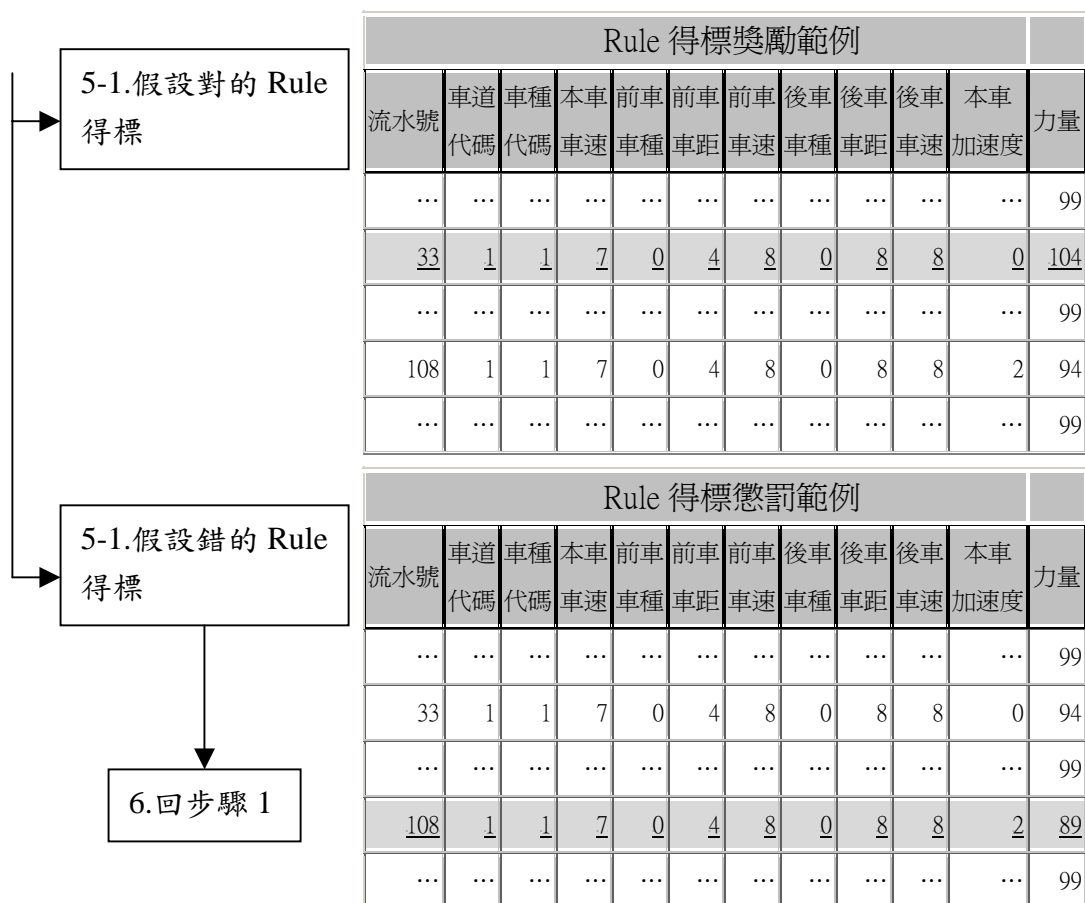 5-1.假設對的 Rule
得標
Rule 得標獎勵範例
流水號 車道代碼 車種代碼 本車車速 前車車種 前車車距 前車車速 後車車種 後車車距 後車車速 本車加速度 力量
… … … … … … … … … … … 99
33 1 1 7 0 4 8 0 8 8 0 104
… … … … … … … … … … … 99
108 1 1 7 0 4 8 0 8 8 2 94
… … … … … … … … … … … 99
5-1.假設錯的 Rule
得標
6.回步驟 1
Rule 得標懲罰範例
流水號 車道代碼 車種代碼 本車車速 前車車種 前車車距 前車車速 後車車種 後車車距 後車車速 本車加速度 力量
… … … … … … … … … … … 99
33 1 1 7 0 4 8 0 8 8 0 94
… … … … … … … … … … … 99
108 1 1 7 0 4 8 0 8 8 2 89
… … … … … … … … … … … 99